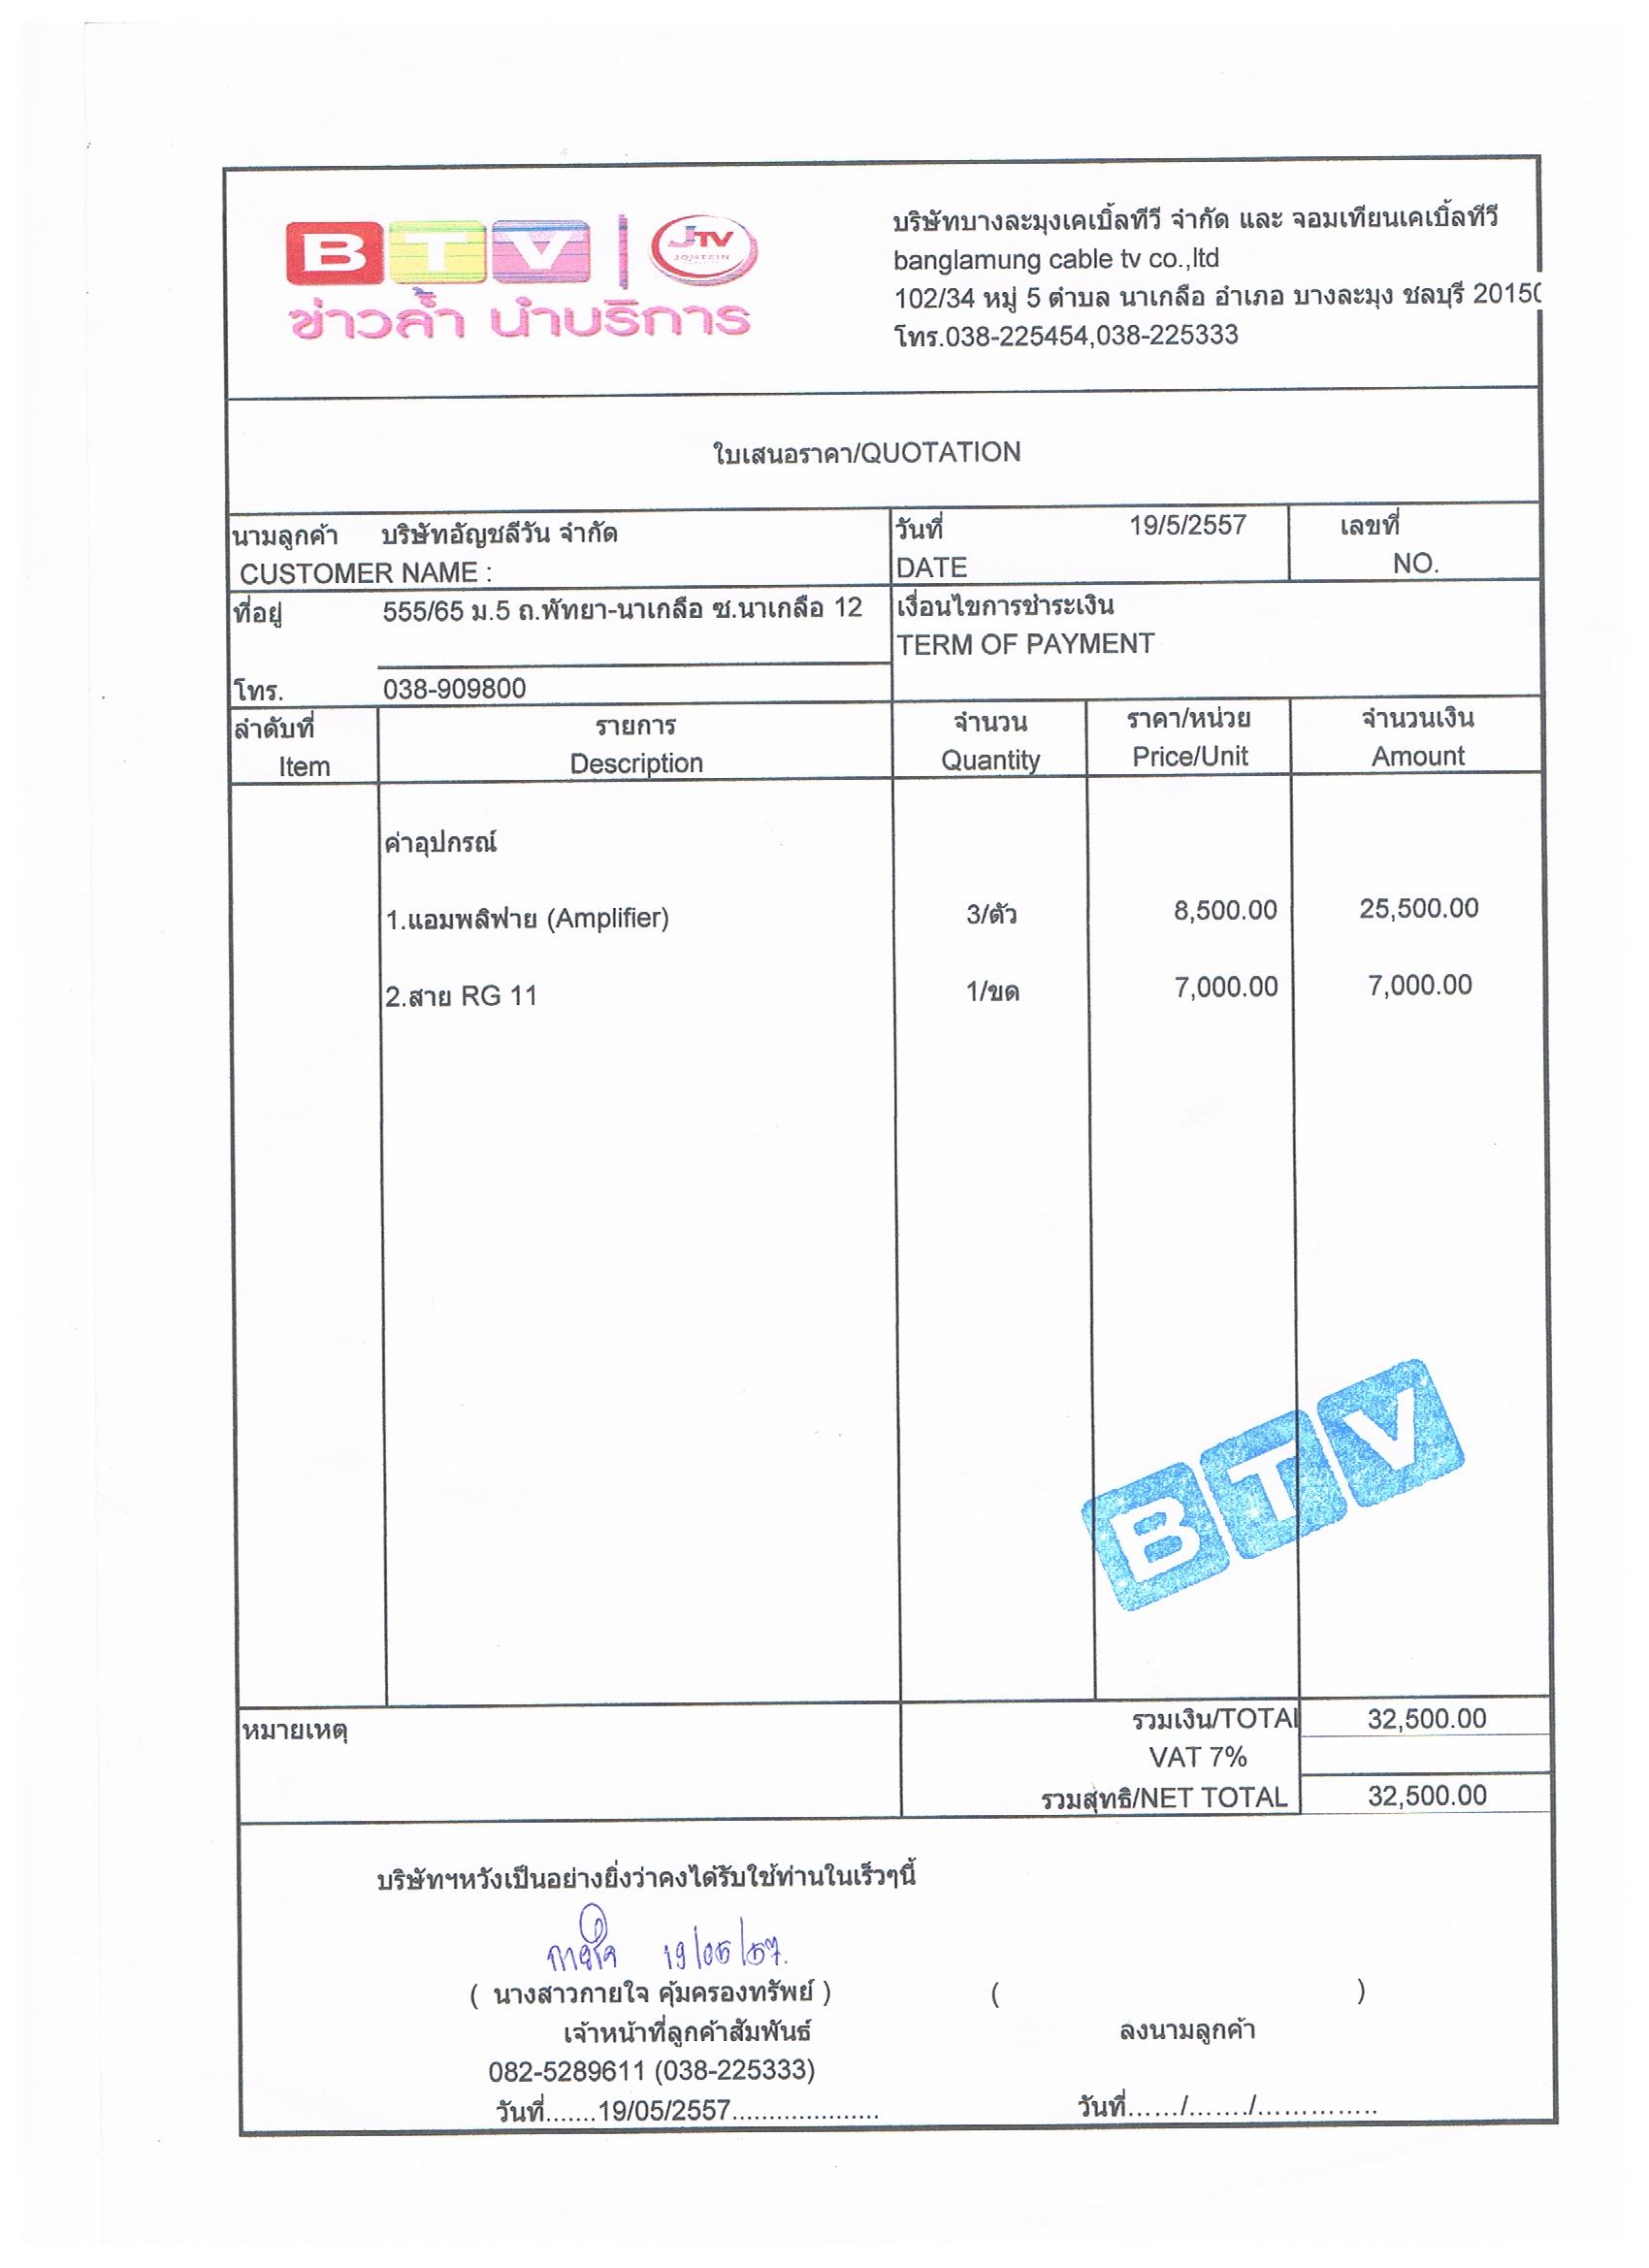 BTV | JTV
JOMTEIN
ข่าวล้ำ นำบริการ
บริษัทบางละมุงเคเบิ้ลทีวี จำกัด และ จอมเทียนเคเบิ้ลทีวี
banglamung cable tv co.,ltd
102/34 หมู่ 5 ตำบล นาเกลือ อำเภอ บางละมุง ชลบุรี 20150
โทร.038-225454,038-225333
ใบเสนอราคา/QUOTATION
นามลูกค้า บริษัทอัญชลีวัน จำกัด วันที่ 19/5/2557 เลขที่
CUSTOMER NAME : DATE NO.
ที่อยู่ 555/65 ม.5 ถ.พัทยา-นาเกลือ ซ.นาเกลือ 12 เงื่อนไขการชำระเงิน
TERM OF PAYMENT
โทร. 038-909800
ลำดับที่ รายการ จำนวน ราคา/หน่วย จำนวนเงิน
Item Description Quantity Price/Unit Amount
ค่าอุปกรณ์
1.แอมพลิฟาย (Amplifier) 3/ตัว 8,500.00 25,500.00
2.สาย RG 11 1/ขด 7,000.00 7,000.00
BTV
หมายเหตุ รวมเงิน/TOTAL 32,500.00
VAT 7%
รวมสุทธิ/NET TOTAL 32,500.00
บริษัทฯหวังเป็นอย่างยิ่งว่าคงได้รับใช้ท่านในเร็วๆนี้
กายใจ 19/05/57.
( นางสาวกายใจ คุ้มครองทรัพย์ ) ( )
เจ้าหน้าที่ลูกค้าสัมพันธ์ ลงนามลูกค้า
082-5289611 (038-225333)
วันที่.......19/05/2557.................... วันที่....../......./..............